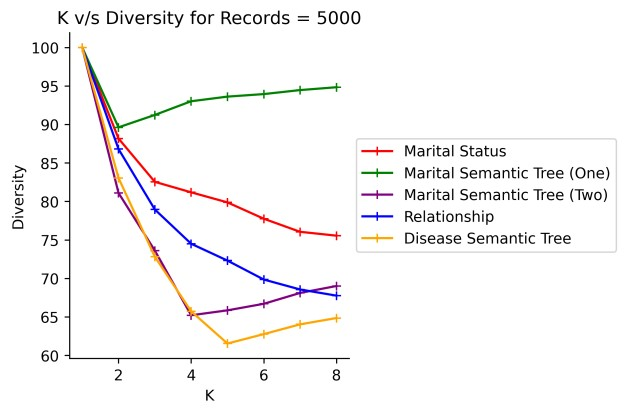 K v/s Diversity for Records = 5000
100
95
90
85
80
75
70
65
60
Diversity
2
4
6
8
K
Marital Status
Marital Semantic Tree (One)
Marital Semantic Tree (Two)
Relationship
Disease Semantic Tree